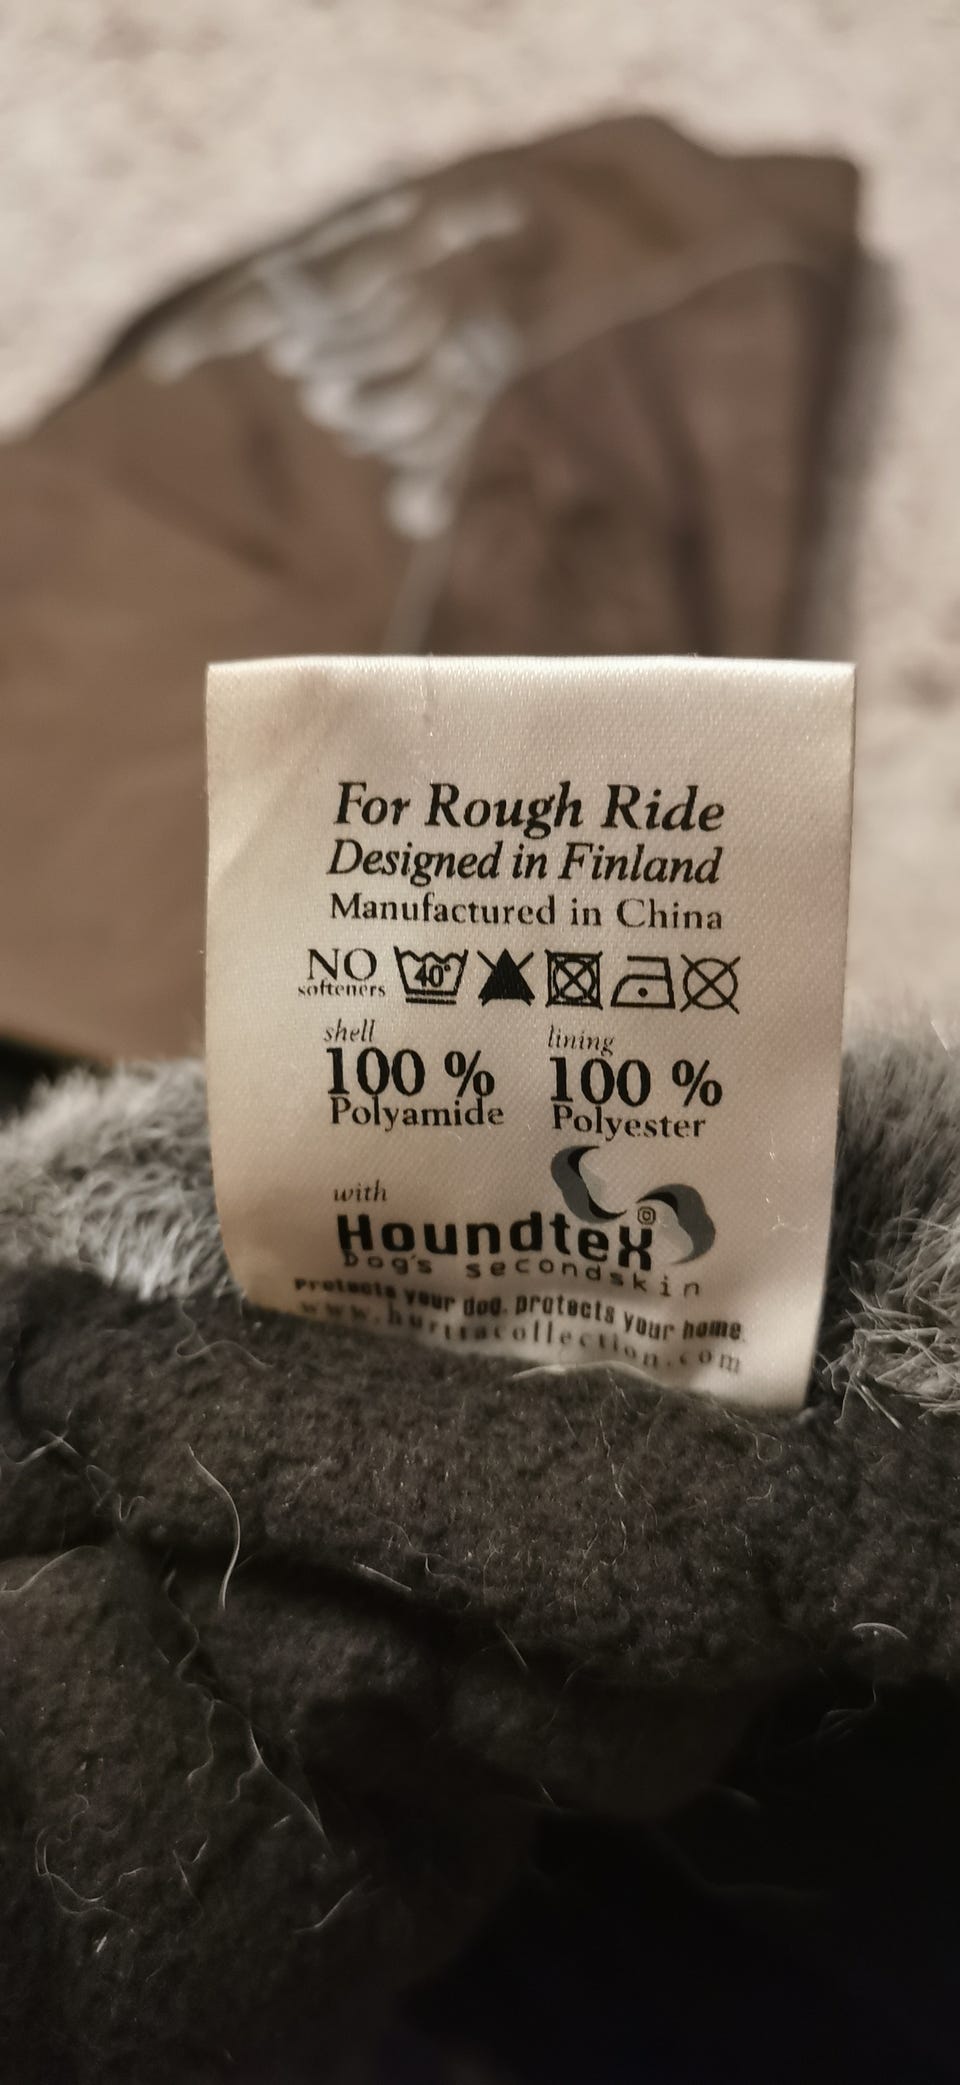 For Rough Ride
Designed in Finland
Manufactured in China
NO
softeners
40°
shell
100 %
Polyamide
lining
100 %
Polyester
with
Houndtex
Dog's secondskin
Protects your dog, protects your home.
www.hurttacollection.com